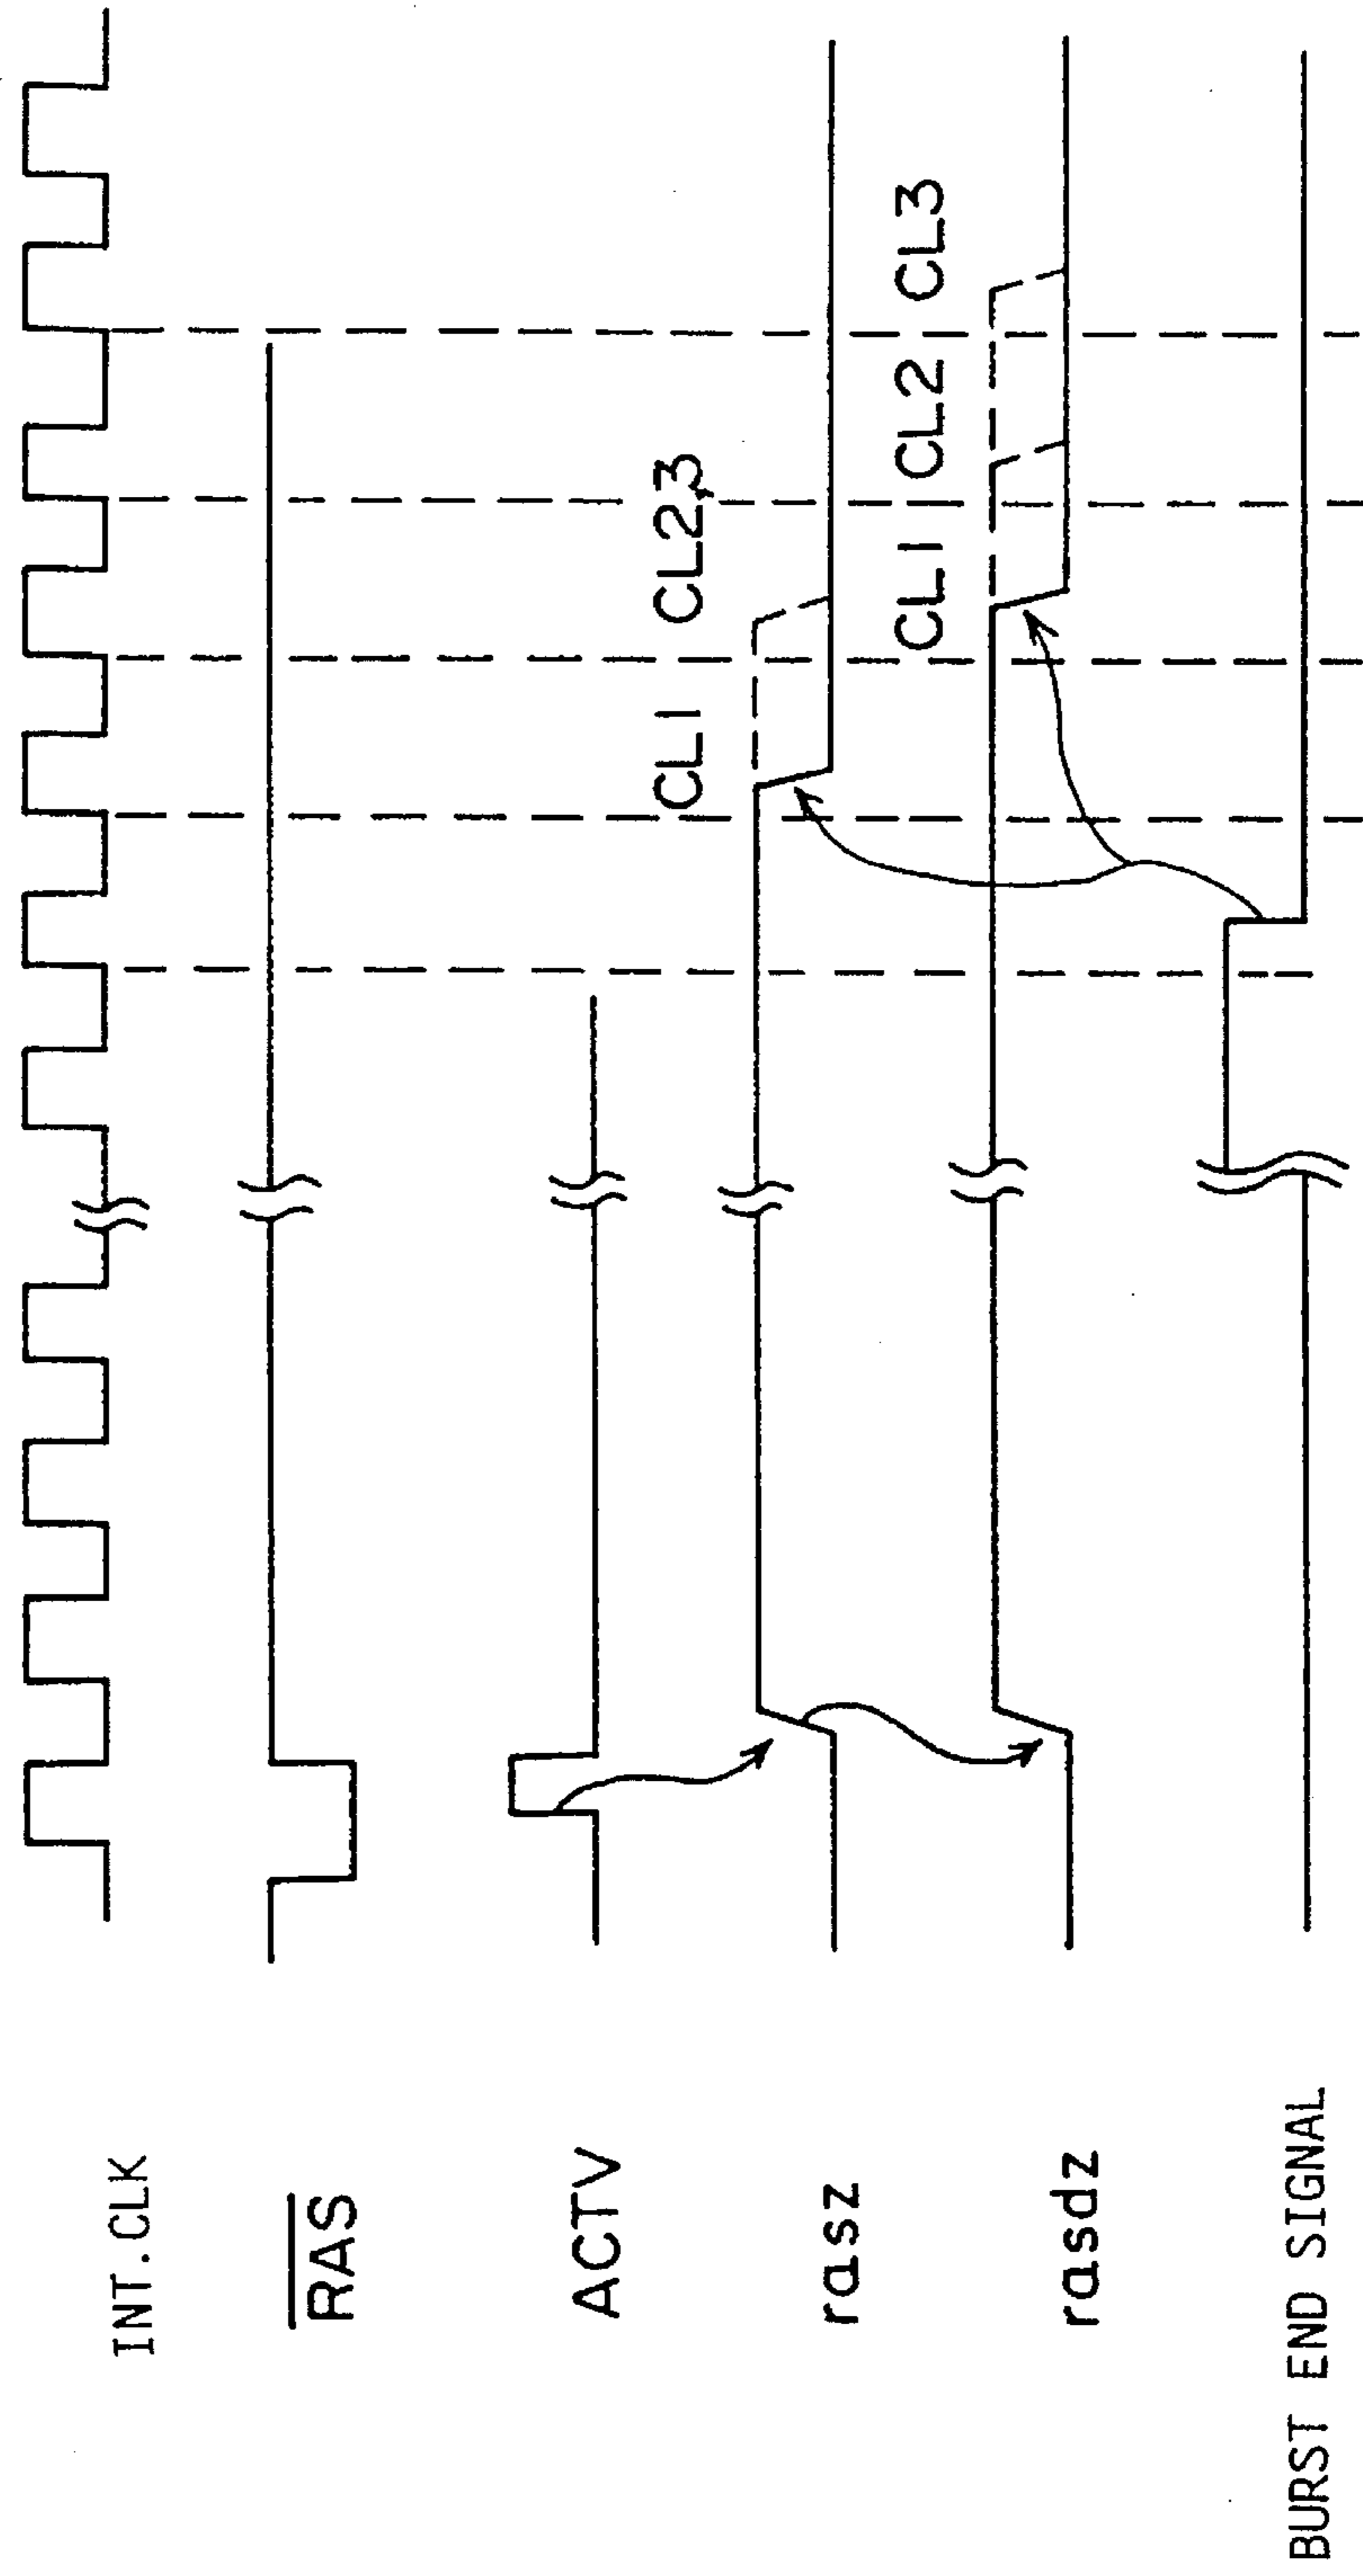 INT.CLK
RAS
ACTV
rasz
CL1 CL2,3
rasdz
CL1 CL2 CL3
BURST END SIGNAL